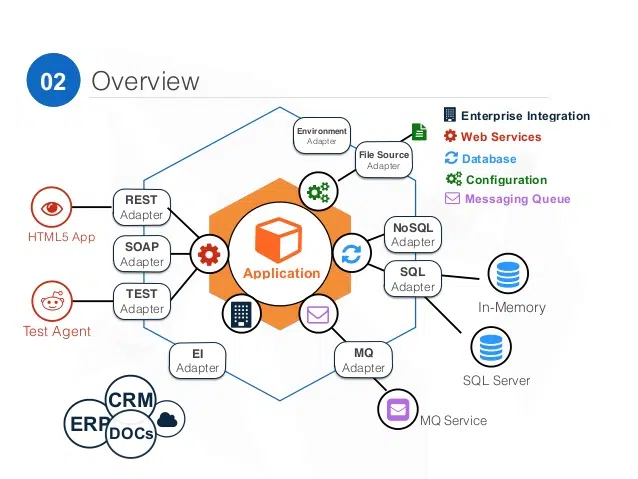 02 Overview
Environment
Adapter
File Source
Adapter
Enterprise Integration
Web Services
Database
Configuration
Messaging Queue
REST
Adapter
HTML5 App
SOAP
Adapter
TEST
Adapter
Test Agent
Application
NoSQL
Adapter
SQL
Adapter
In-Memory
SQL Server
EI
Adapter
MQ
Adapter
MQ Service
CRM
ERP
DOCs